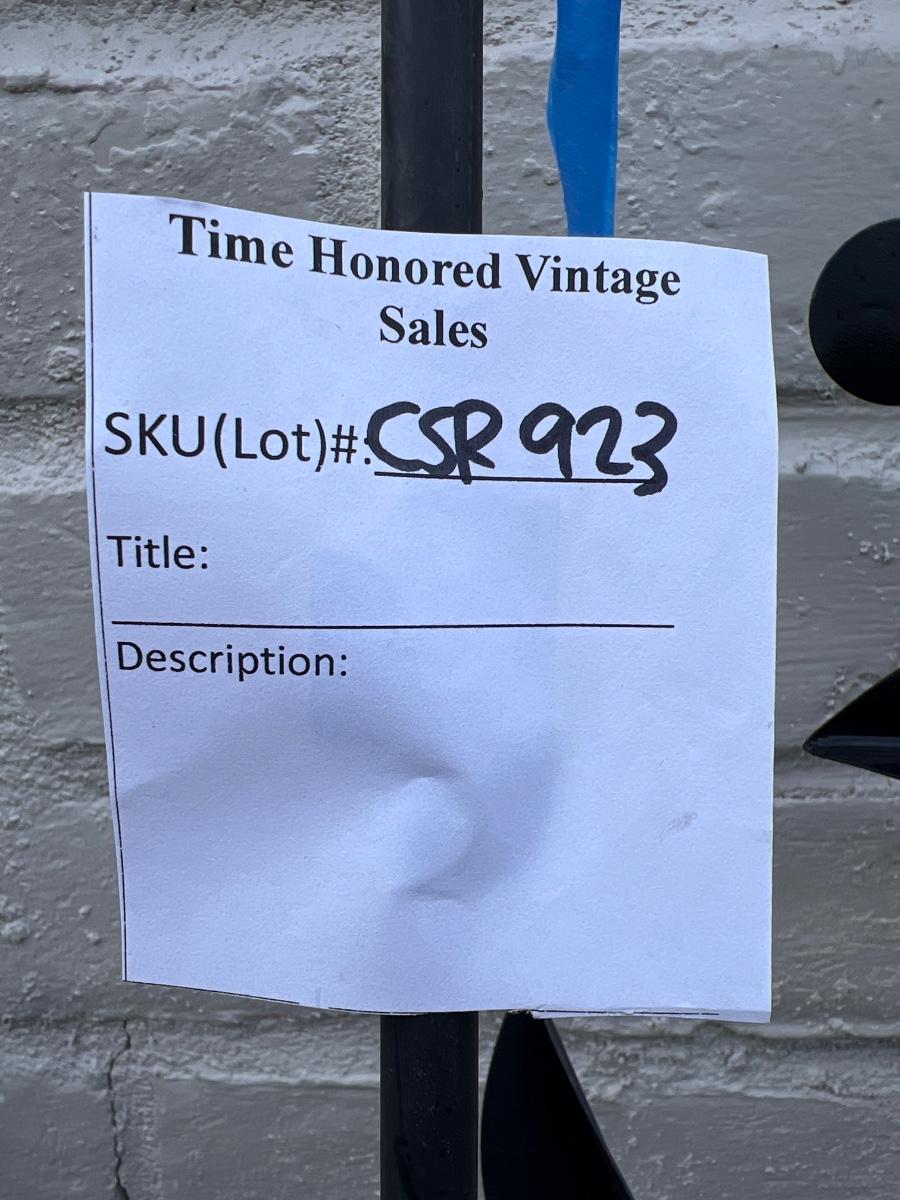 Time Honored Vintage
Sales
SKU(Lot)#: CSR 923
Title:
Description: